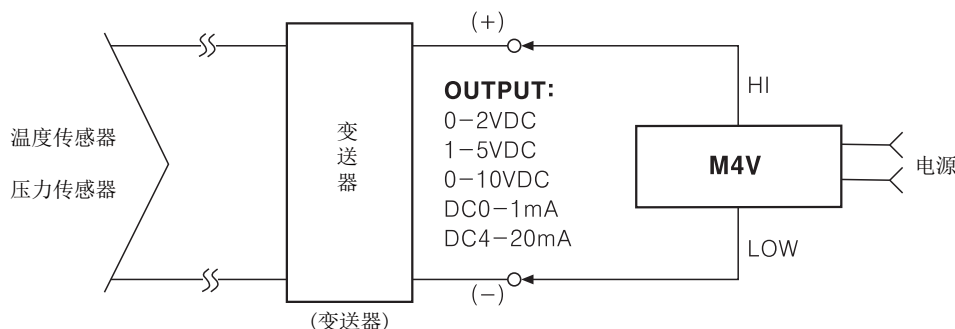 (+)
HI
温度传感器
压力传感器
变送器
OUTPUT:
0-2VDC
1-5VDC
0-10VDC
DC0-1mA
DC4-20mA
M4V
电源
LOW
(-)
(变送器)